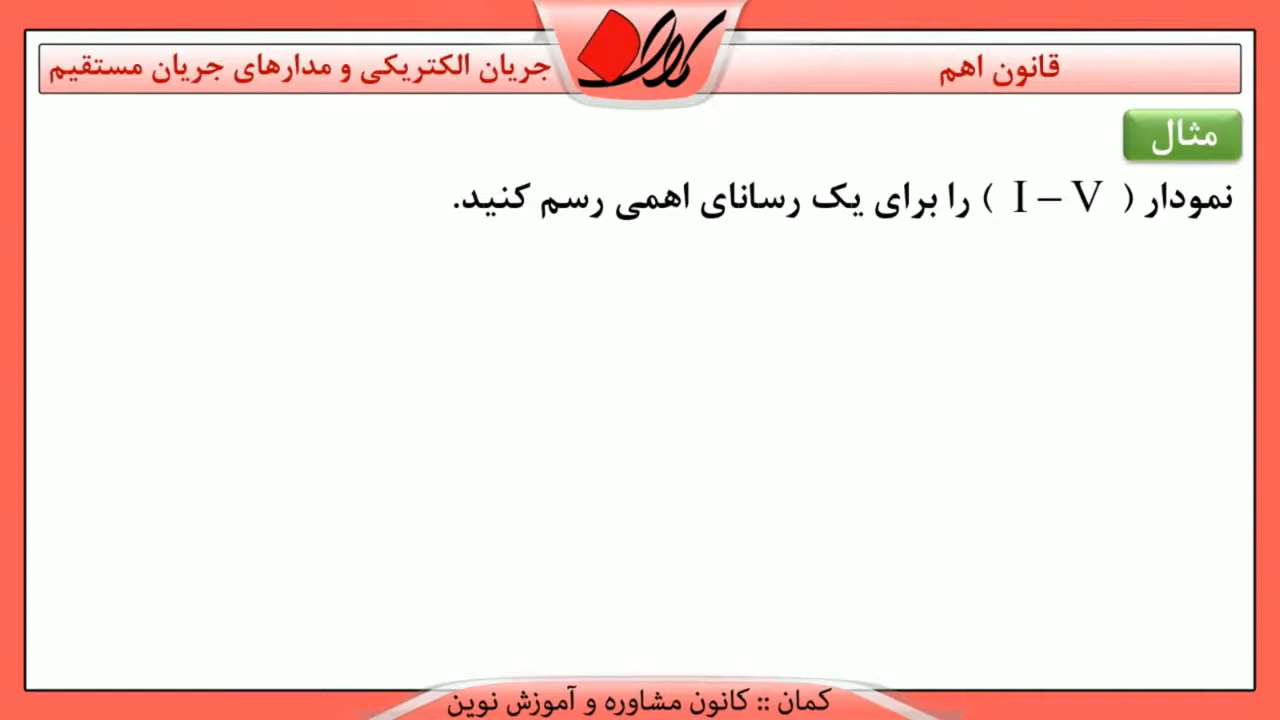 قانون اهم
کمان
جریان الکتریکی و مدارهای جریان مستقیم
مثال
نمودار ( I – V ) را برای یک رسانای اهمی رسم کنید.
کمان :: کانون مشاوره و آموزش نوین